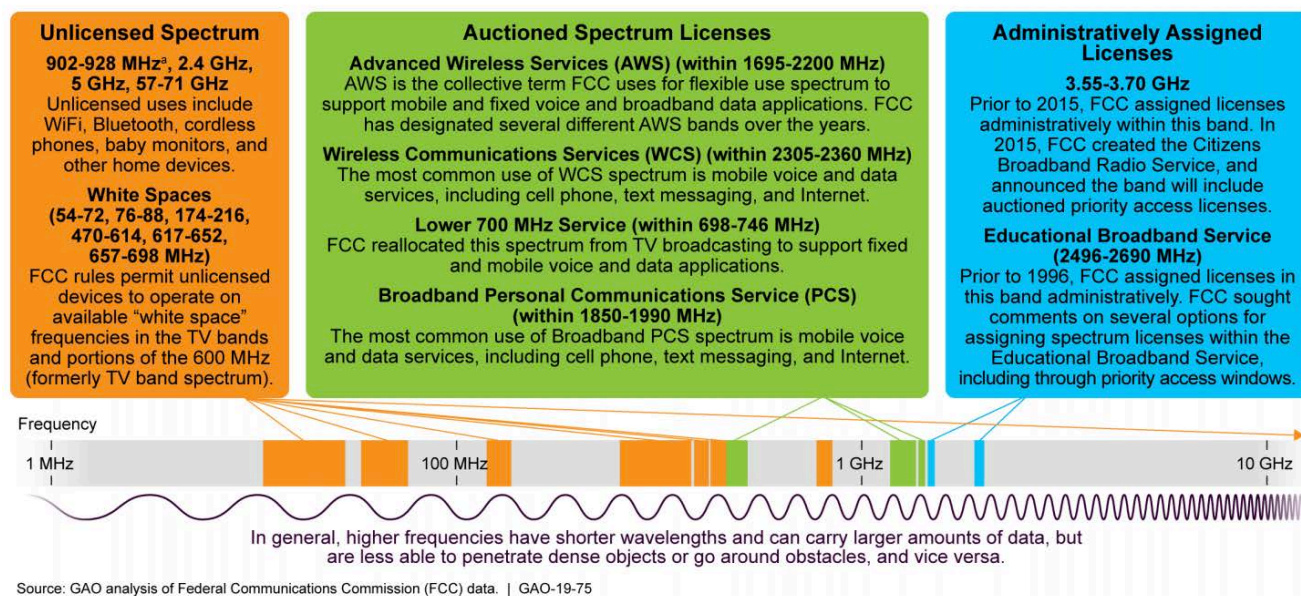 Unlicensed Spectrum
902-928 MHzª, 2.4 GHz,
5 GHz, 57-71 GHz
Unlicensed uses include
WiFi, Bluetooth, cordless
phones, baby monitors, and
other home devices.
White Spaces
(54-72, 76-88, 174-216,
470-614, 617-652,
657-698 MHz)
FCC rules permit unlicensed
devices to operate on
available “white space”
frequencies in the TV bands
and portions of the 600 MHz
(formerly TV band spectrum).
Auctioned Spectrum Licenses
Advanced Wireless Services (AWS) (within 1695-2200 MHz)
AWS is the collective term FCC uses for flexible use spectrum to
support mobile and fixed voice and broadband data applications. FCC
has designated several different AWS bands over the years.
Wireless Communications Services (WCS) (within 2305-2360 MHz)
The most common use of WCS spectrum is mobile voice and data
services, including cell phone, text messaging, and Internet.
Lower 700 MHz Service (within 698-746 MHz)
FCC reallocated this spectrum from TV broadcasting to support fixed
and mobile voice and data applications.
Broadband Personal Communications Service (PCS)
(within 1850-1990 MHz)
The most common use of Broadband PCS spectrum is mobile voice
and data services, including cell phone, text messaging, and Internet.
Administratively Assigned
Licenses
3.55-3.70 GHz
Prior to 2015, FCC assigned licenses
administratively within this band. In
2015, FCC created the Citizens
Broadband Radio Service, and
announced the band will include
auctioned priority access licenses.
Educational Broadband Service
(2496-2690 MHz)
Prior to 1996, FCC assigned licenses in
this band administratively. FCC sought
comments on several options for
assigning spectrum licenses within the
Educational Broadband Service,
including through priority access windows.
Frequency
1 MHz 100 MHz 1 GHz 10 GHz
In general, higher frequencies have shorter wavelengths and can carry larger amounts of data, but
are less able to penetrate dense objects or go around obstacles, and vice versa.
Source: GAO analysis of Federal Communications Commission (FCC) data. | GAO-19-75